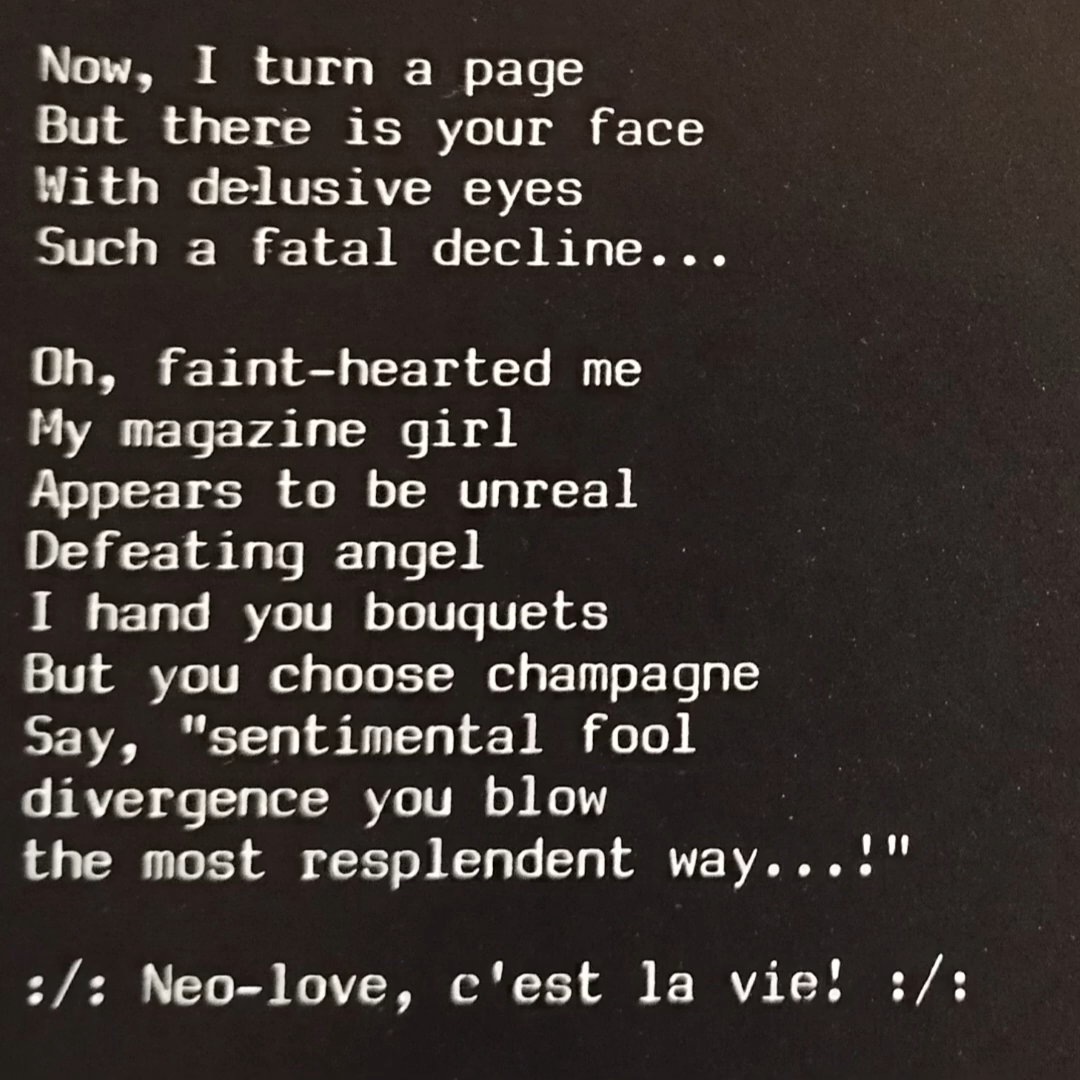 Now, I turn a page
But there is your face
With delusive eyes
Such a fatal decline...

Oh, faint-hearted me
My magazine girl
Appears to be unreal
Defeating angel
I hand you bouquets
But you choose champagne
Say, "sentimental fool
divergence you blow
the most resplendent way...!"

:/: Neo-love, c'est la vie! :/: